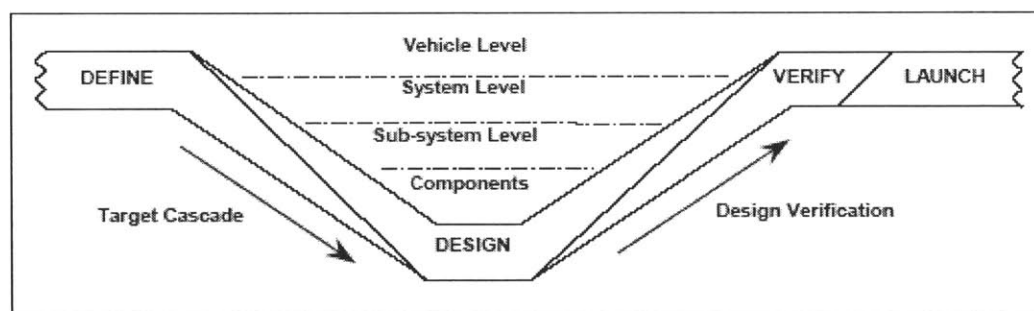 Vehicle Level
DEFINE
VERIFY
LAUNCH
System Level
Sub-system Level
Components
Target Cascade
Design Verification
DESIGN